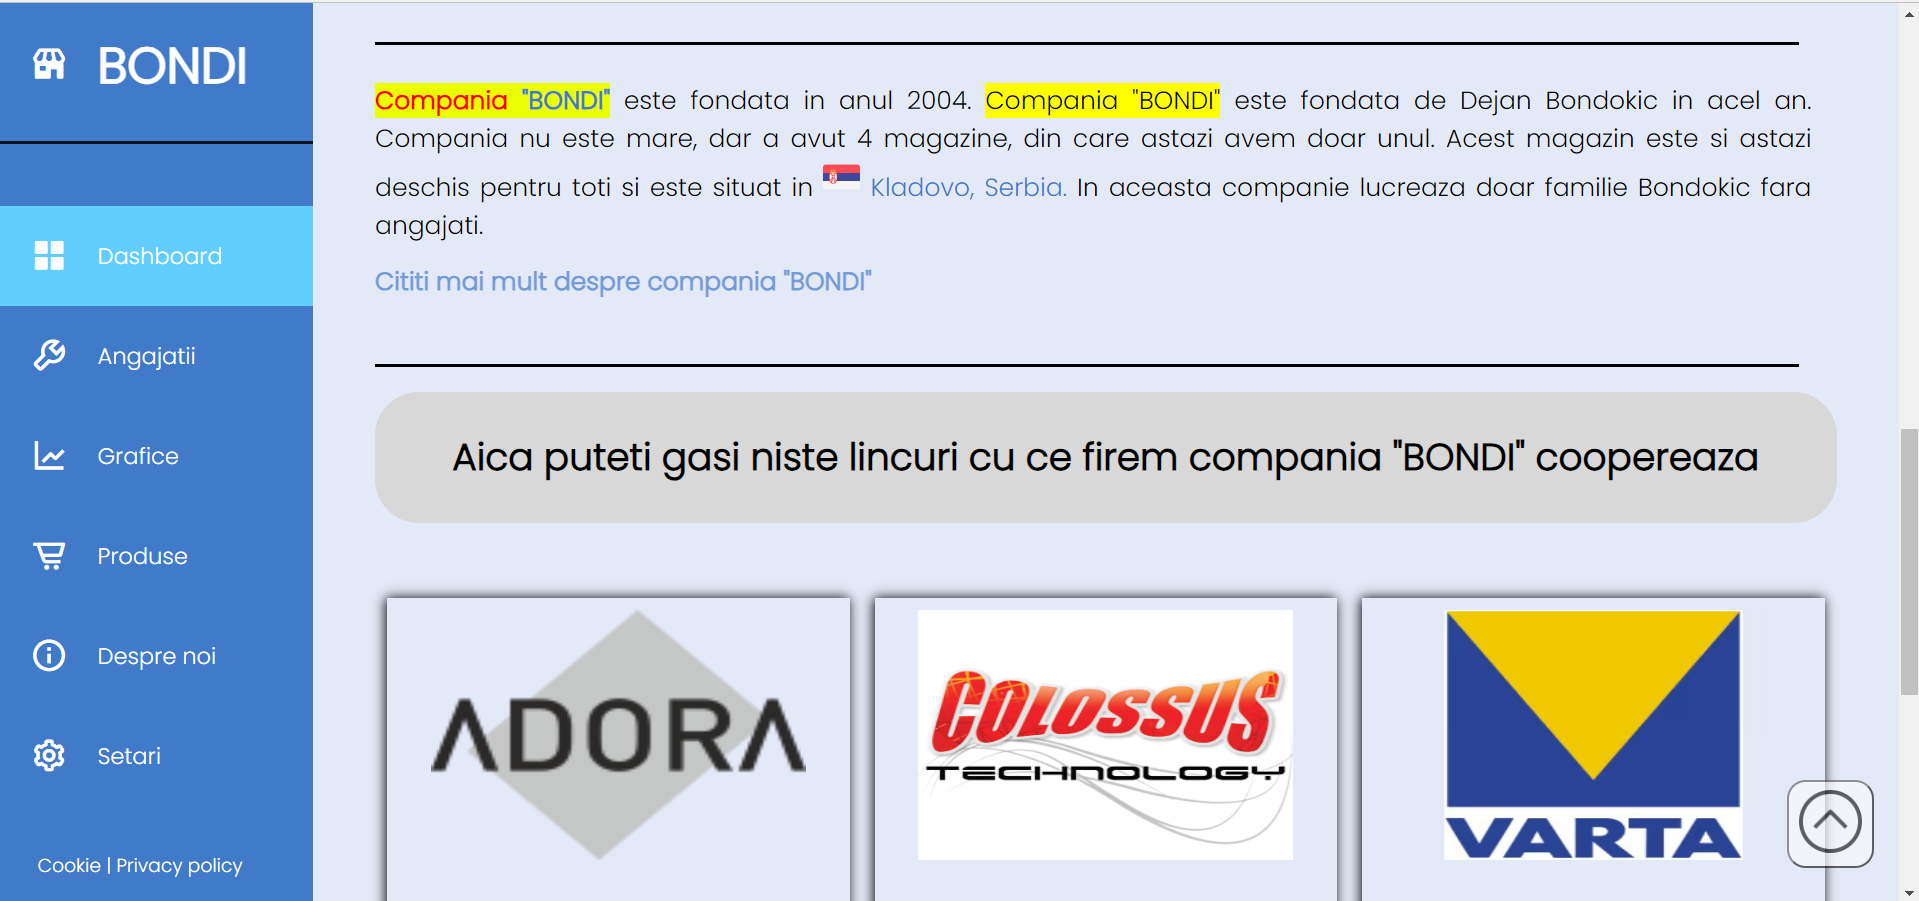 BONDI
Dashboard
Angajatii
Grafice
Produse
Despre noi
Setari
Cookie | Privacy policy
Compania "BONDI" este fondata in anul 2004. Compania "BONDI" este fondata de Dejan Bondokic in acel an.
Compania nu este mare, dar a avut 4 magazine, din care astazi avem doar unul. Acest magazin este si astazi
deschis pentru toti si este situat in Kladovo, Serbia. In aceasta companie lucreaza doar familie Bondokic fara
angajati.
Cititi mai mult despre compania "BONDI"
Aica puteti gasi niste lincuri cu ce firem compania "BONDI" coopereaza
ADORA
COLOSSUS
TECHNOLOGY
VARTA